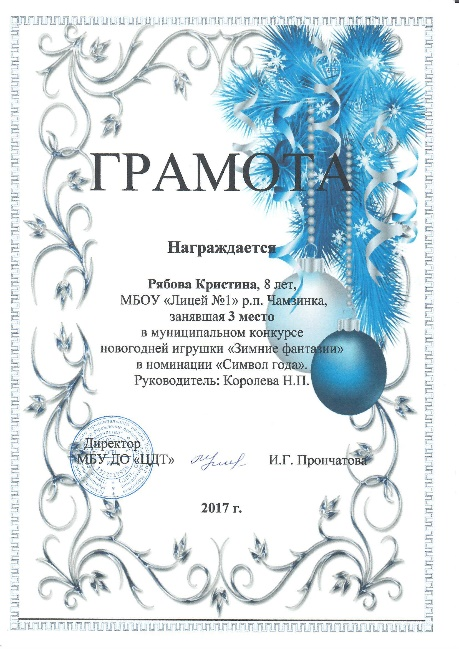 ГРАМОТА
Награждается
Рябова Кристина, 8 лет,
МБОУ «Лицей №1» р.п. Чамзинка,
занявшая 3 место
в муниципальном конкурсе
новогодней игрушки «Зимние фантазии»
в номинации «Символ года».
Руководитель: Королева Н.П.
Директор
МБУ ДО «ЦДТ» И.Г. Прончатова
2017 г.